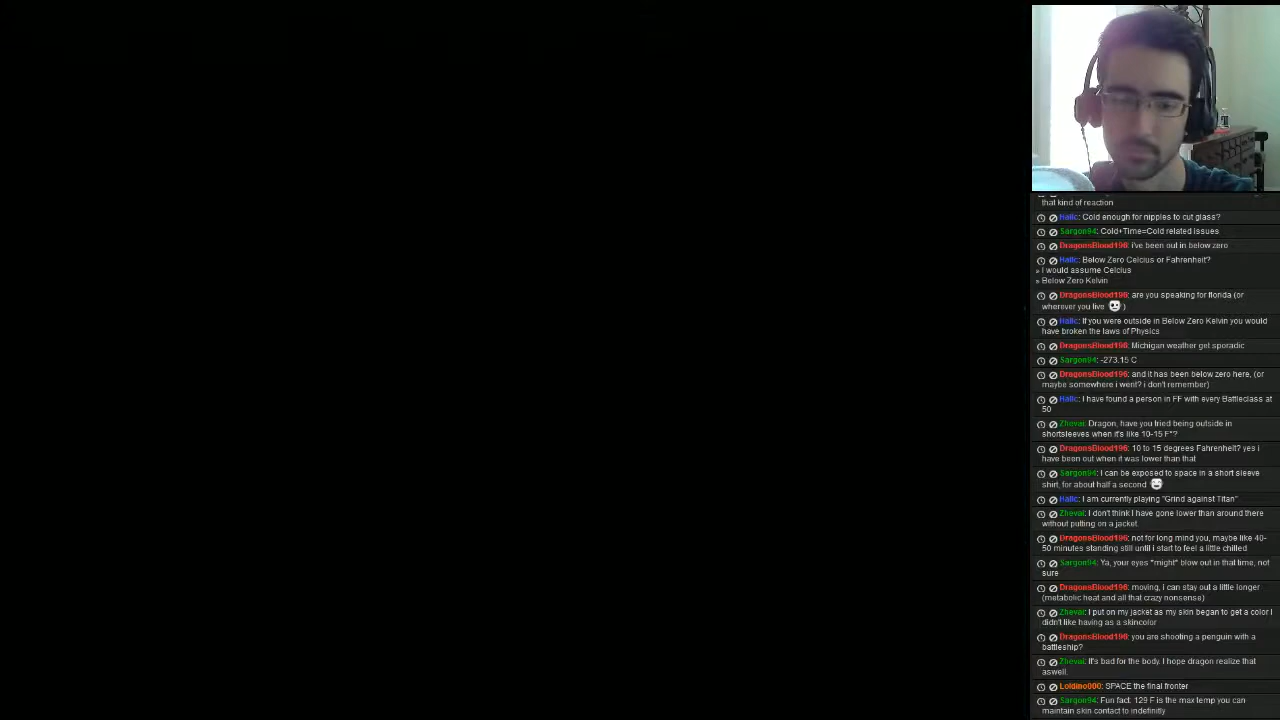 that kind of reaction
Halic: Cold enough for nipples to cut glass?
Sargon94: Cold+Time=Cold related issues
DragonsBlood196: i've been out in below zero
Halic: Below Zero Celcius or Fahrenheit?
» I would assume Celcius
» Below Zero Kelvin
DragonsBlood196: are you speaking for florida (or
wherever you live )
Halic: If you were outside in Below Zero Kelvin you would
have broken the laws of Physics
DragonsBlood196: Michigan weather get sporadic
Sargon94: -273.15 C
DragonsBlood196: and it has been below zero here, (or
maybe somewhere i went? i don't remember)
Halic: I have found a person in FF with every Battleclass at
50
Zheval: Dragon, have you tried being outside in
shortsleeves when it's like 10-15 F*?
DragonsBlood196: 10 to 15 degrees Fahrenheit? yes i
have been out when it was lower than that
Sargon94: I can be exposed to space in a short sleeve
shirt, for about half a second
Halic: I am currently playing "Grind against Titan"
Zheval: I don't think I have gone lower than around there
without putting on a jacket
DragonsBlood196: not for long mind you, maybe like 40-
50 minutes standing still until i start to feel a little chilled
Sargon94: Ya, your eyes *might* blow out in that time, not
sure
DragonsBlood196: moving, i can stay out a little longer
(metabolic heat and all that crazy nonsense)
Zheval: I put on my jacket as my skin began to get a color I
didn't like having as a skincolor
DragonsBlood196: you are shooting a penguin with a
battleship?
Zheval: It's bad for the body. I hope dragon realize that
aswell.
Loldino000: SPACE the final fronter
Sargon94: Fun fact: 129 F is the max temp you can
maintain skin contact to indefinitly